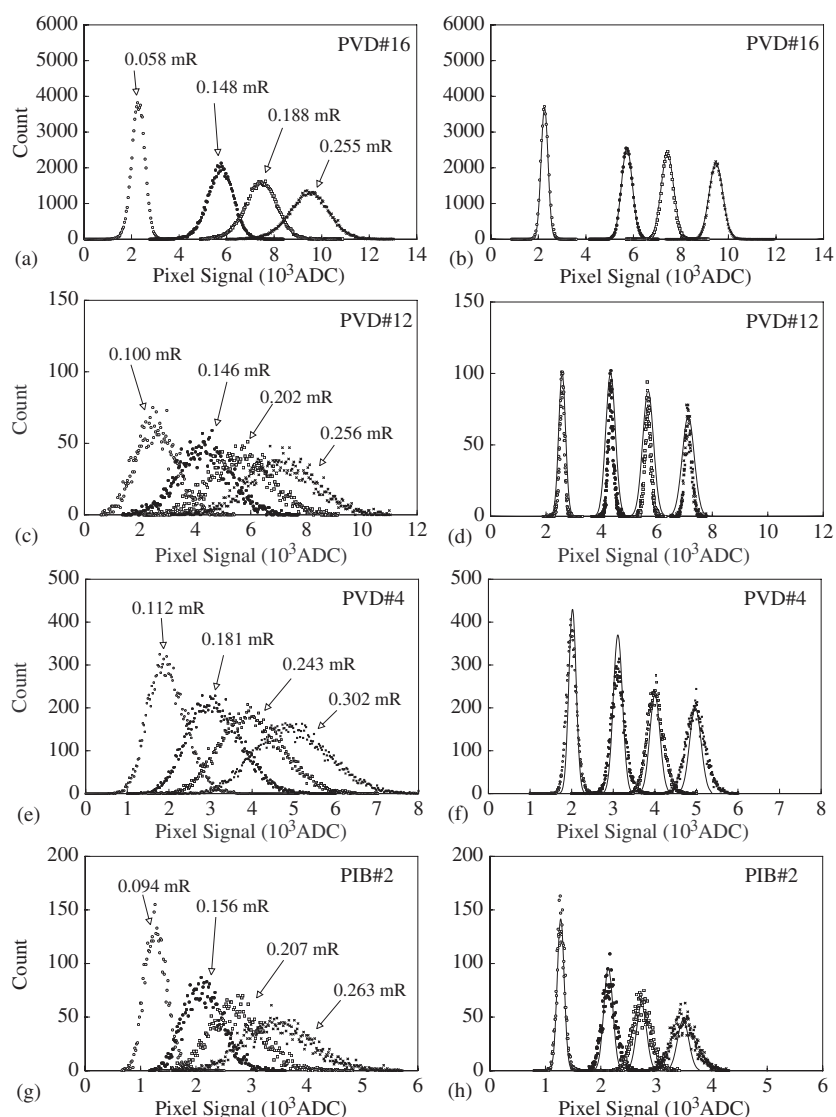 6000 PVD#16 6000 PVD#16
5000 0.058 mR 5000
4000 0.148 mR 4000
3000 0.188 mR 3000
Count
2000 0.255 mR 2000
1000 1000
0 0
0 2 4 6 8 10 12 14 0 2 4 6 8 10 12 14
(a) Pixel Signal (10³ADC) (b) Pixel Signal (10³ADC)
150 PVD#12 150 PVD#12
0.100 mR
0.146 mR
100 0.202 mR 100
Count
0.256 mR
50 50
0 0
0 2 4 6 8 10 12 0 2 4 6 8 10 12
(c) Pixel Signal (10³ADC) (d) Pixel Signal (10³ADC)
500 PVD#4 500 PVD#4
0.112 mR
400 0.181 mR 400
0.243 mR
300 0.302 mR 300
Count
200 200
100 100
0 0
0 1 2 3 4 5 6 7 8 0 1 2 3 4 5 6 7 8
(e) Pixel Signal (10³ADC) (f) Pixel Signal (10³ADC)
200 PIB#2 200 PIB#2
0.094 mR
0.156 mR
150 150
0.207 mR
100 0.263 mR 100
Count
50 50
0 0
0 1 2 3 4 5 6 0 1 2 3 4 5 6
(g) Pixel Signal (10³ADC) (h) Pixel Signal (10³ADC)